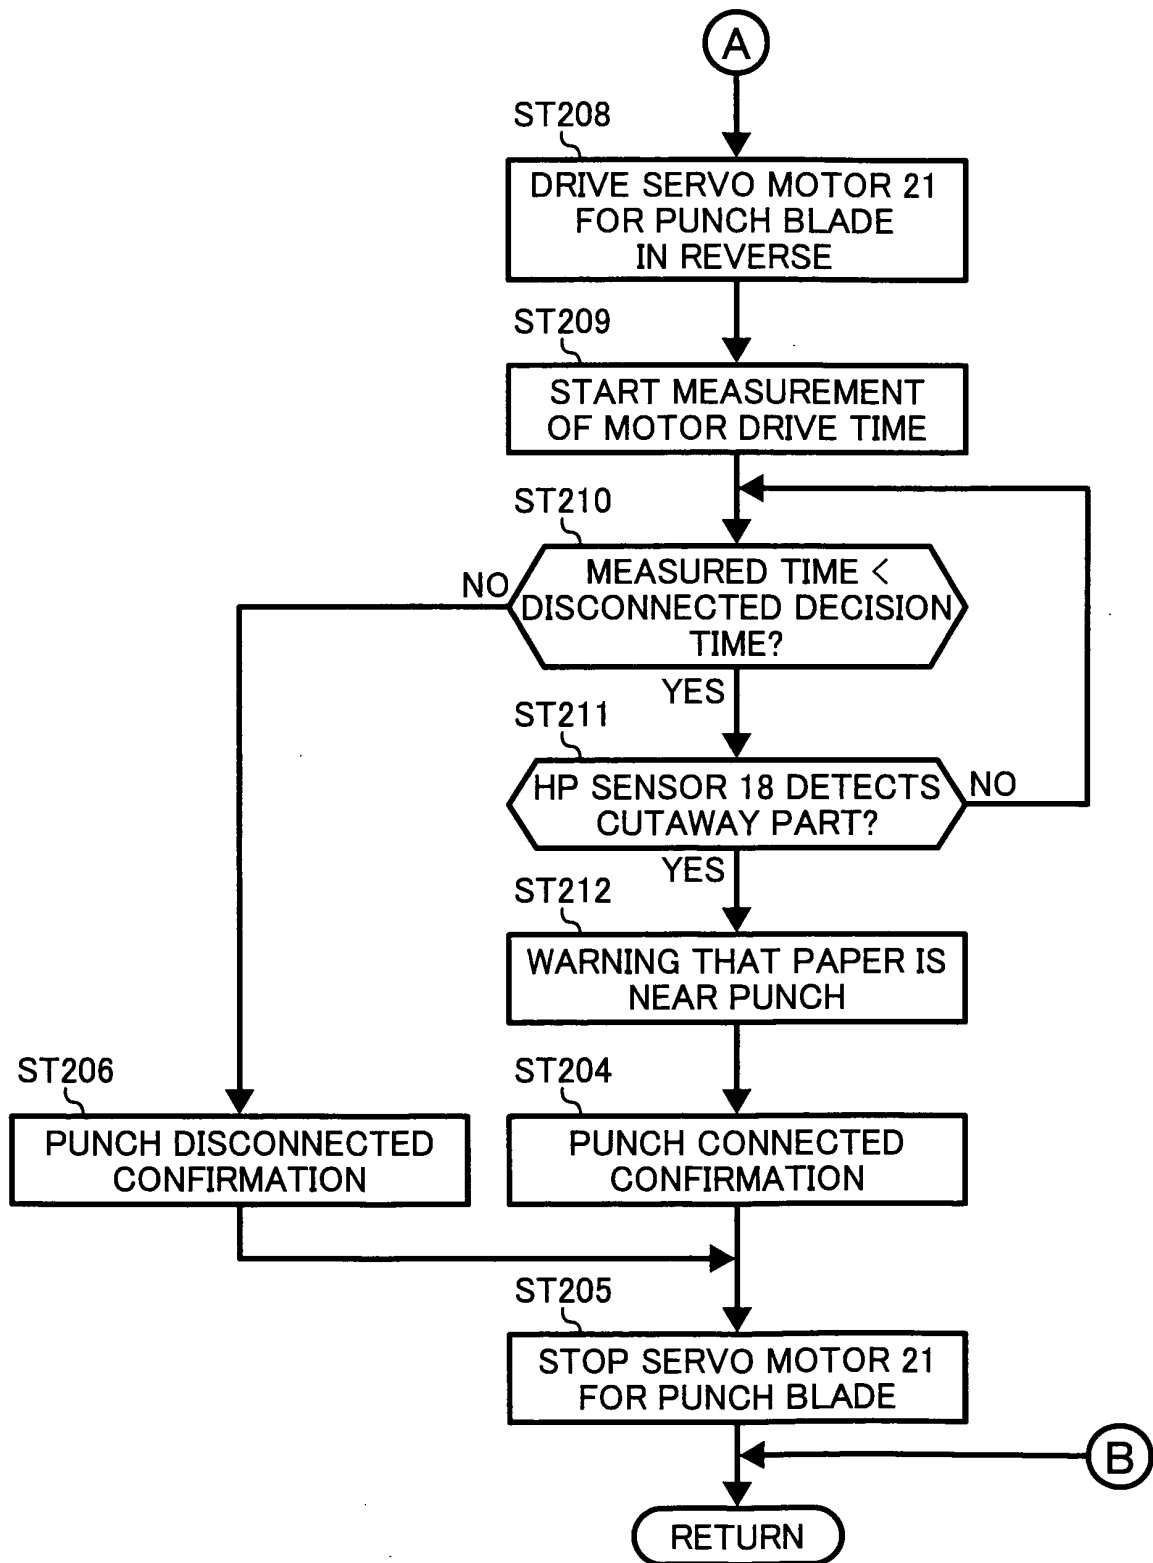 A
ST208
DRIVE SERVO MOTOR 21
FOR PUNCH BLADE
IN REVERSE
ST209
START MEASUREMENT
OF MOTOR DRIVE TIME
ST210
NO
MEASURED TIME <
DISCONNECTED DECISION
TIME?
YES
ST211
HP SENSOR 18 DETECTS
CUTAWAY PART?
NO
YES
ST212
WARNING THAT PAPER IS
NEAR PUNCH
ST206
PUNCH DISCONNECTED
CONFIRMATION
ST204
PUNCH CONNECTED
CONFIRMATION
ST205
STOP SERVO MOTOR 21
FOR PUNCH BLADE
B
RETURN